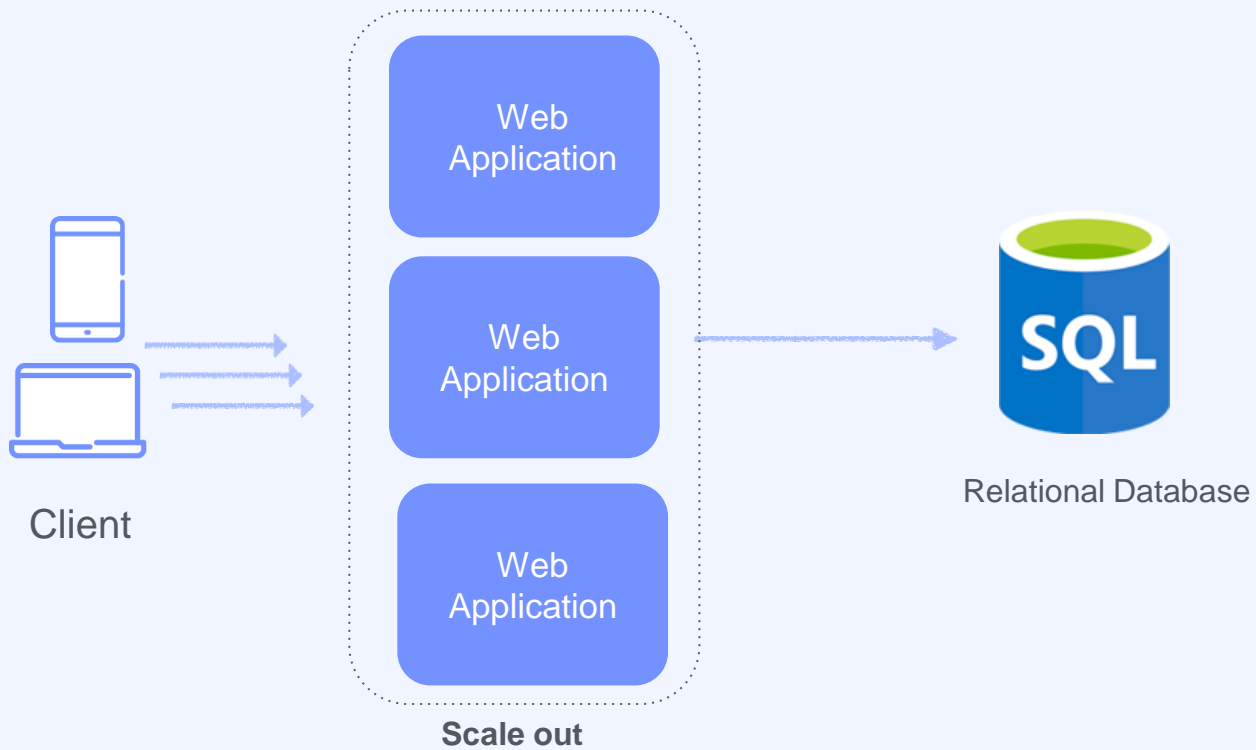 Web
Application
Web
Application
SQL
Relational Database
Client
Web
Application
Scale out